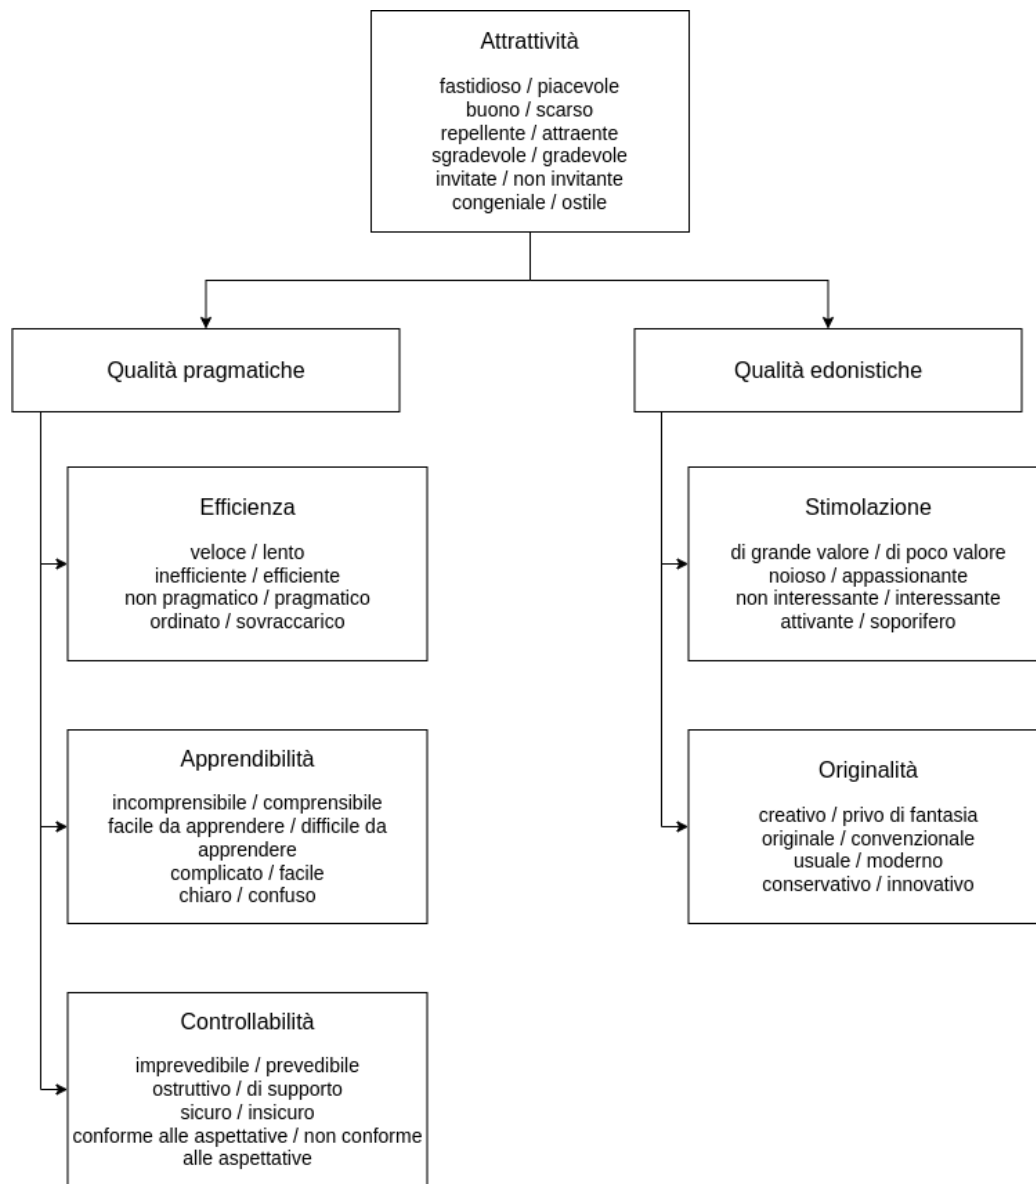 Attrattività
fastidioso / piacevole
buono / scarso
repellente / attraente
sgradevole / gradevole
invitate / non invitante
congeniale / ostile
Qualità pragmatiche
Qualità edonistiche
Efficienza
veloce / lento
inefficiente / efficiente
non pragmatico / pragmatico
ordinato / sovraccarico
Stimolazione
di grande valore / di poco valore
noioso / appassionante
non interessante / interessante
attivante / soporifero
Apprendibilità
incomprensibile / comprensibile
facile da apprendere / difficile da
apprendere
complicato / facile
chiaro / confuso
Originalità
creativo / privo di fantasia
originale / convenzionale
usuale / moderno
conservativo / innovativo
Controllabilità
imprevedibile / prevedibile
ostruttivo / di supporto
sicuro / insicuro
conforme alle aspettative / non conforme
alle aspettative